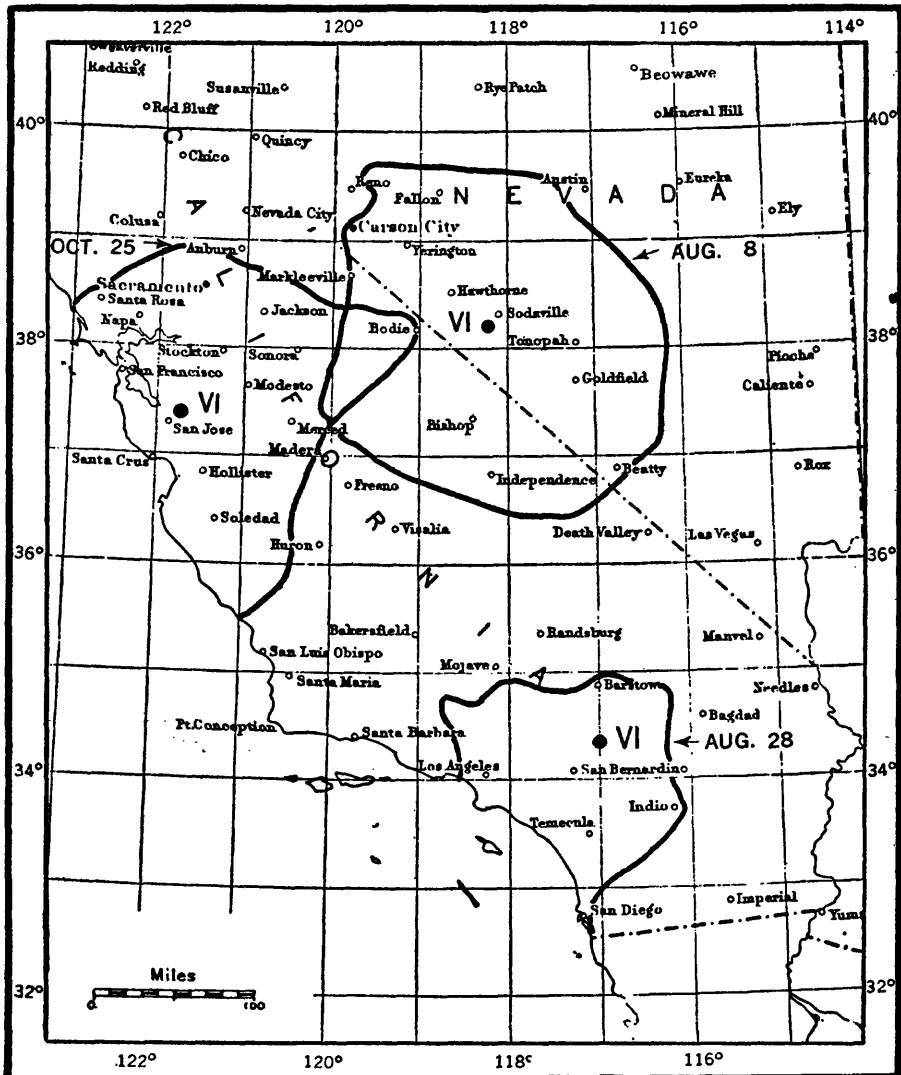 122° 120° 118° 116° 114°
Redding
Susanville
Rye Patch
Beowawe
Red Bluff
Mineral Hill
40° 40°
Quincy
Chico
Reno
Austin
Eureka
Fallon
N E V A D A
Nevada City
Colusa
Ely
Carson City
OCT. 25
Auburn
Yerington
AUG. 8
Markleeville
Sacramento
Hawthorne
Santa Rosa
Jackson
Sodaville
Napa
Bodie
VI
38° 38°
Stockton
Sonora
Tonopah
Pioche
San Francisco
Modesto
Goldfield
Caliente
VI
San Jose
Merced
Bishop
Madera
Santa Crus
Hollister
Fresno
Independence
Beatty
Rox
Soledad
Visalia
Death Valley
Las Vegas
Huron
36° 36°
C A L I F O R N I A
Bakersfield
Randsburg
Manvel
San Luis Obispo
Mojave
Santa Maria
Barstow
Needles
Bagdad
Pt. Conception
Santa Barbara
VI
AUG. 28
Los Angeles
San Bernardino
34° 34°
Indio
Temecula
San Diego
Imperial
Yuma
Miles
0 100
32° 32°
122° 120° 118° 116°